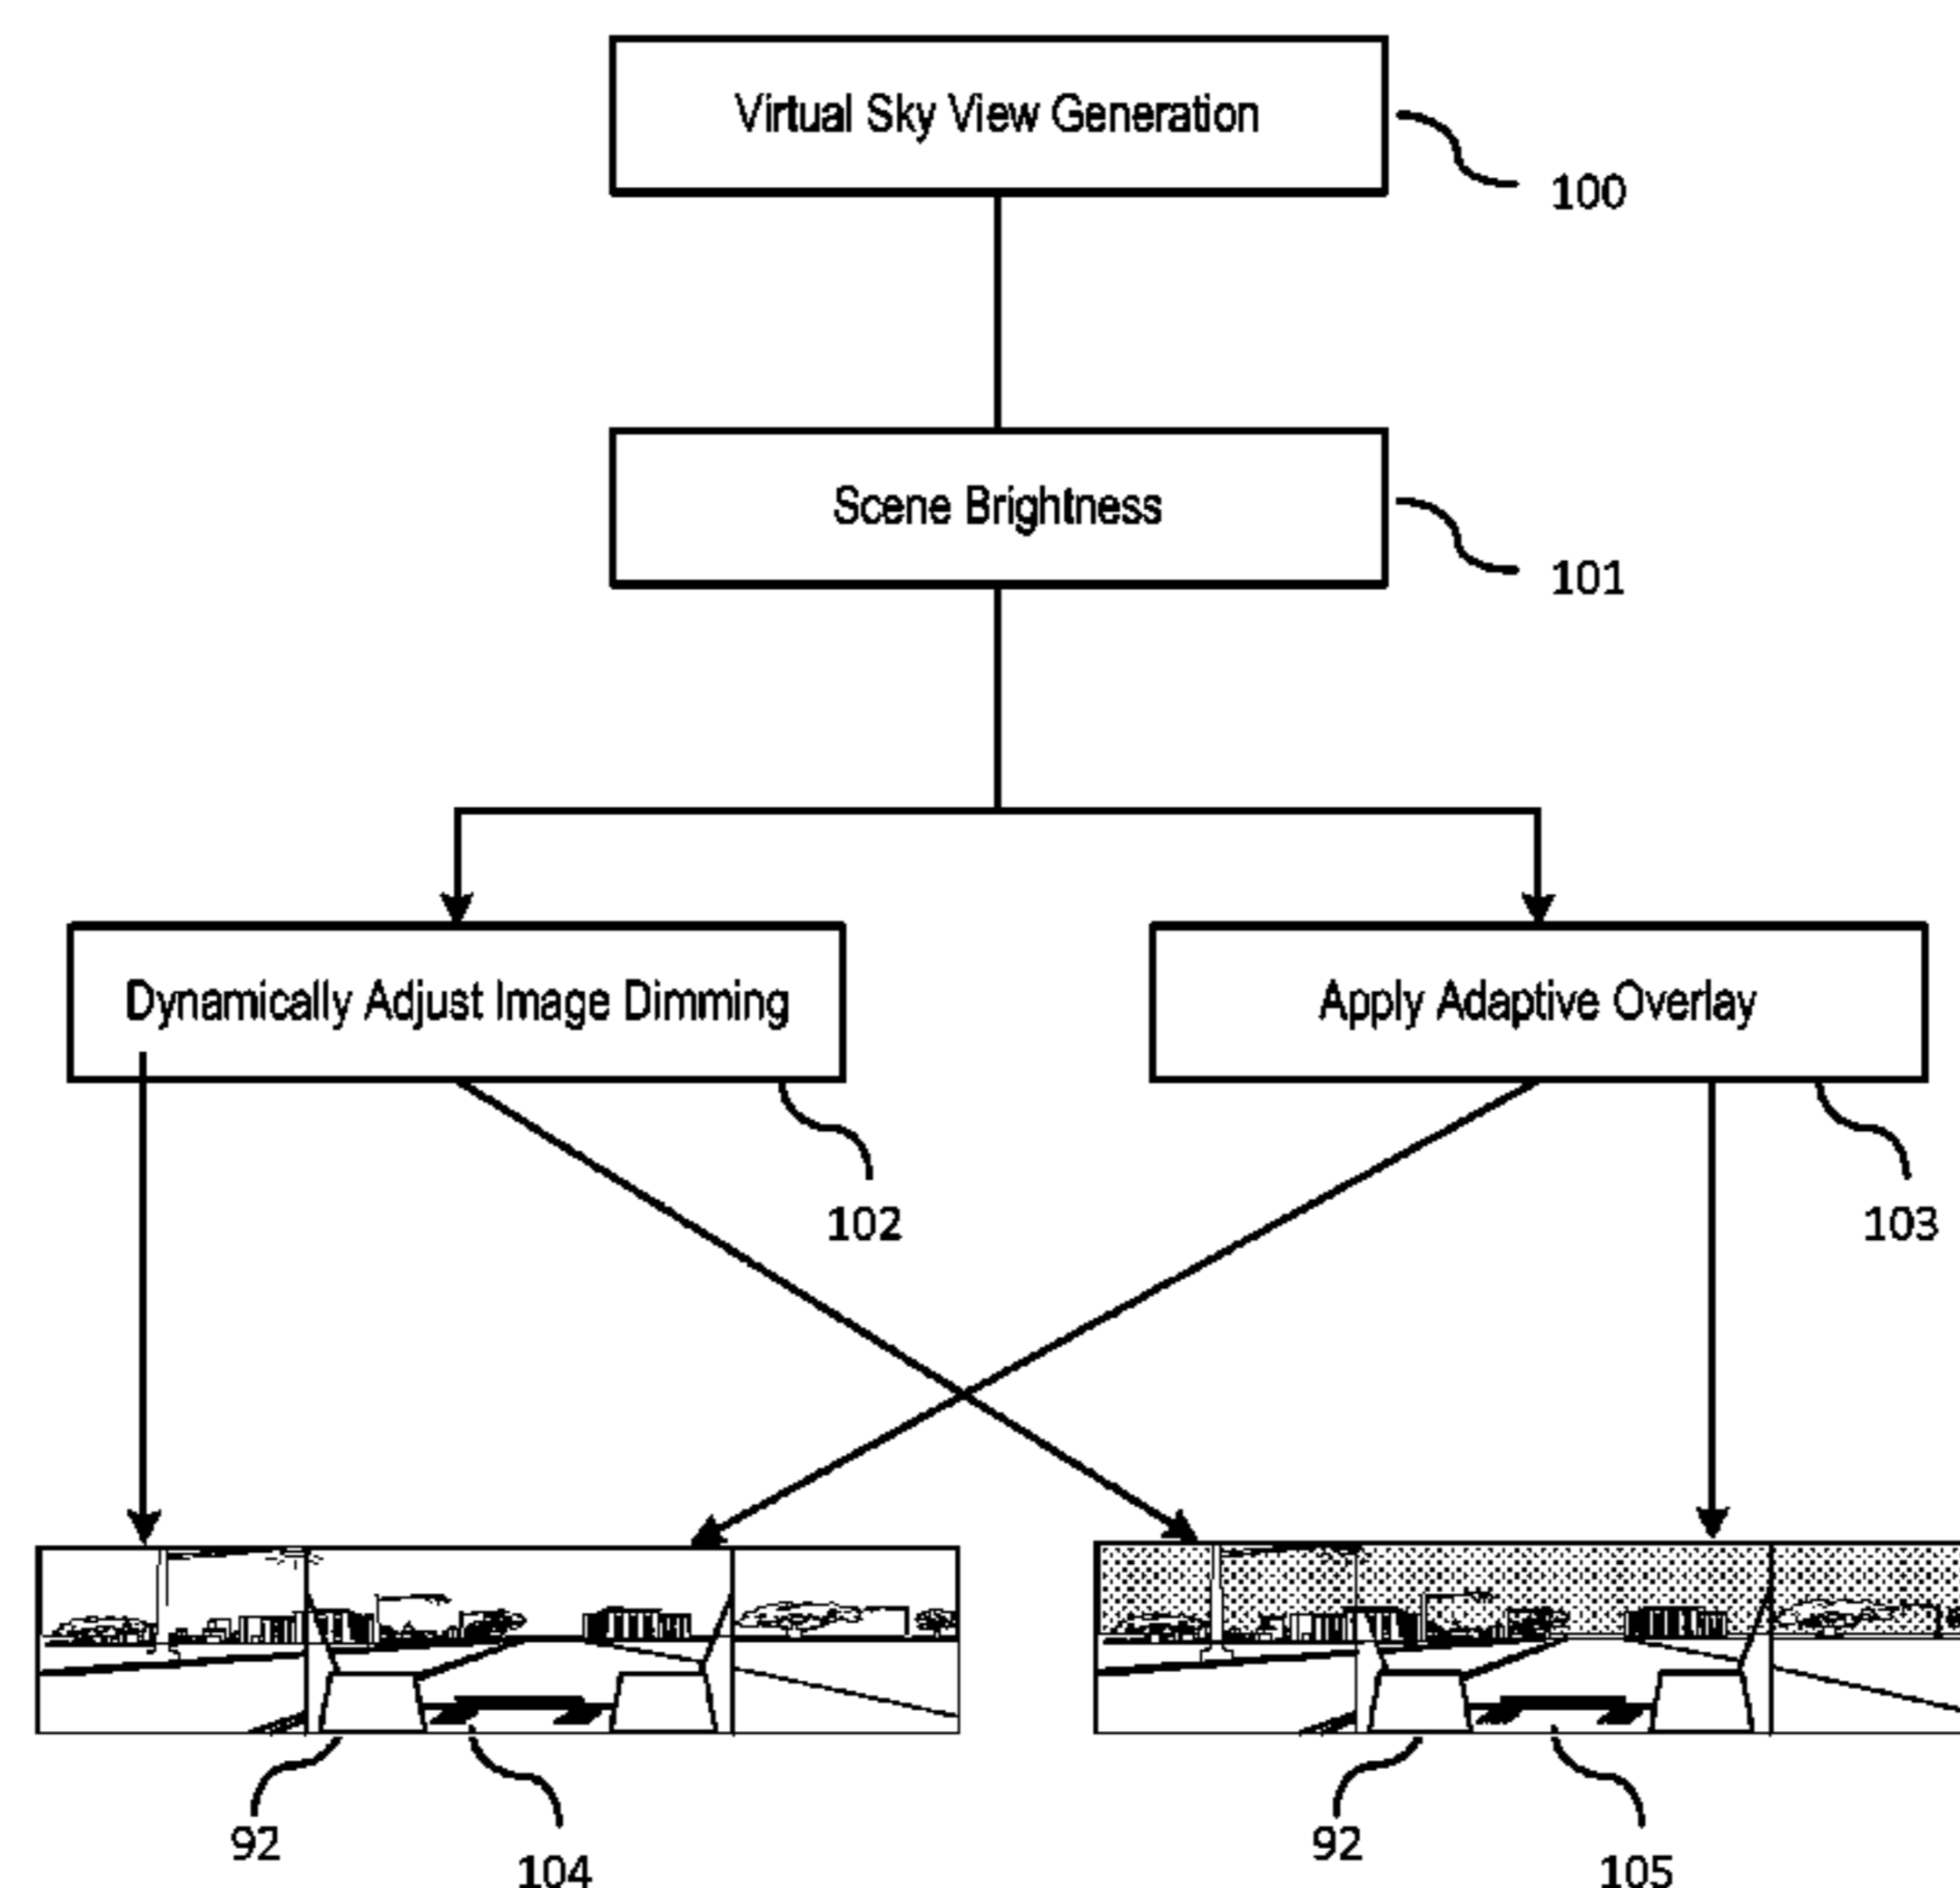 Virtual Sky View Generation
100
Scene Brightness
101
Dynamically Adjust Image Dimming
Apply Adaptive Overlay
102
103
92
104
92
105